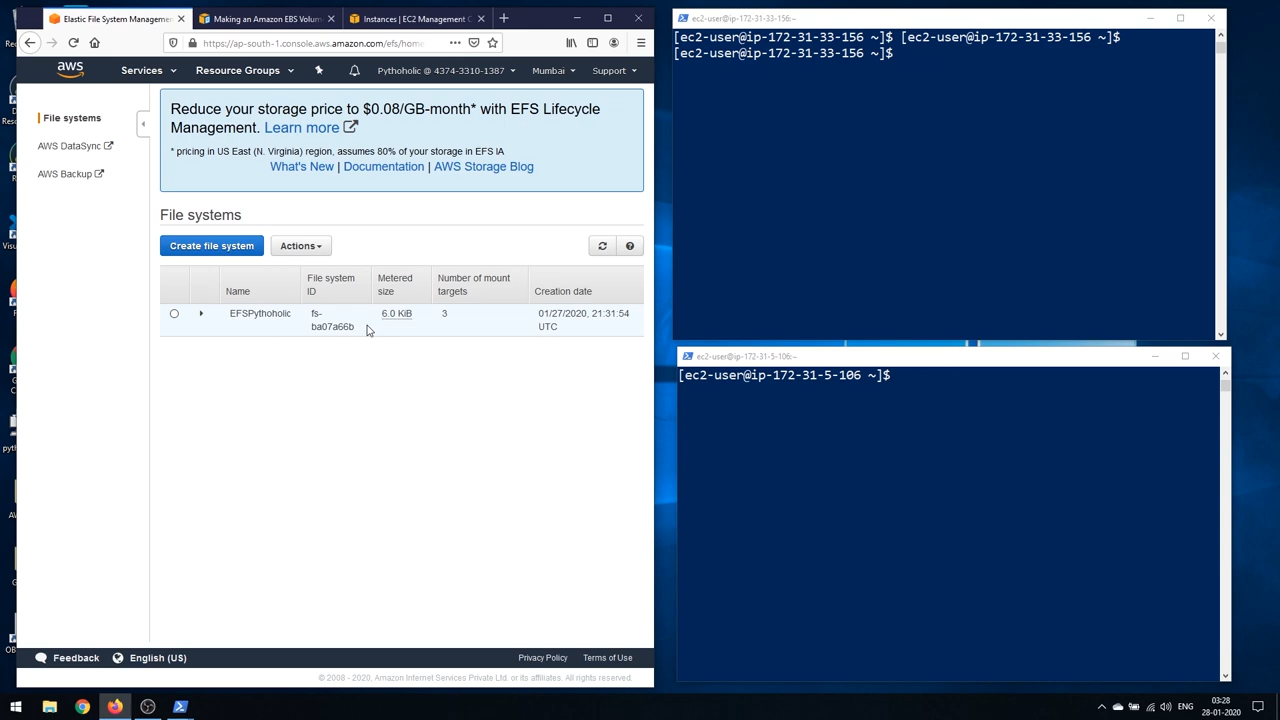 Elastic File System Manageme
Making an Amazon EBS Volum
Instances | EC2 Management C
https://ap-south-1.console.aws.amazon.com/efs/home
aws
Services
Resource Groups
Pythoholic @ 4374-3310-1387
Mumbai
Support
File systems
AWS DataSync
AWS Backup
Reduce your storage price to $0.08/GB-month* with EFS Lifecycle
Management. Learn more
* pricing in US East (N. Virginia) region, assumes 80% of your storage in EFS IA
What's New | Documentation | AWS Storage Blog
File systems
Create file system
Actions
Name
File system
ID
Metered
size
Number of mount
targets
Creation date
EFSPythoholic
fs-
ba07a66b
6.0 KiB
3
01/27/2020, 21:31:54
UTC
Feedback
English (US)
Privacy Policy
Terms of Use
© 2008 - 2020, Amazon Internet Services Private Ltd. or its affiliates. All rights reserved.
ec2-user@ip-172-31-33-156:~
[ec2-user@ip-172-31-33-156 ~]$ [ec2-user@ip-172-31-33-156 ~]$
[ec2-user@ip-172-31-33-156 ~]$
ec2-user@ip-172-31-5-106:~
[ec2-user@ip-172-31-5-106 ~]$
ENG
03:28
28-01-2020